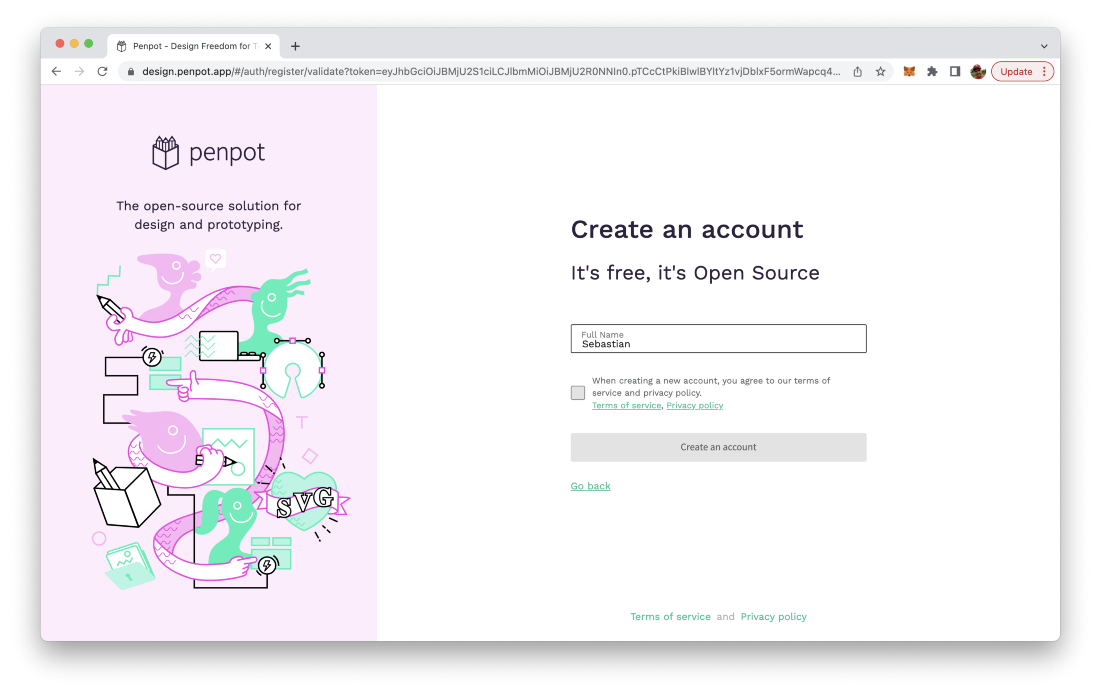 Penpot - Design Freedom for T
design.penpot.app/#/auth/register/validate?token=eyJhbGciOiJBMjU2S1ciLCJlbmMiOiJBMjU2R0NNIn0.pTCcCtPkiBlwlBYltYz1vjDblxF5ormWapcq4...
Update
penpot
The open-source solution for
design and prototyping.
SVG
Create an account
It's free, it's Open Source
Full Name
Sebastian
When creating a new account, you agree to our terms of
service and privacy policy.
Terms of service, Privacy policy
Create an account
Go back
Terms of service and Privacy policy